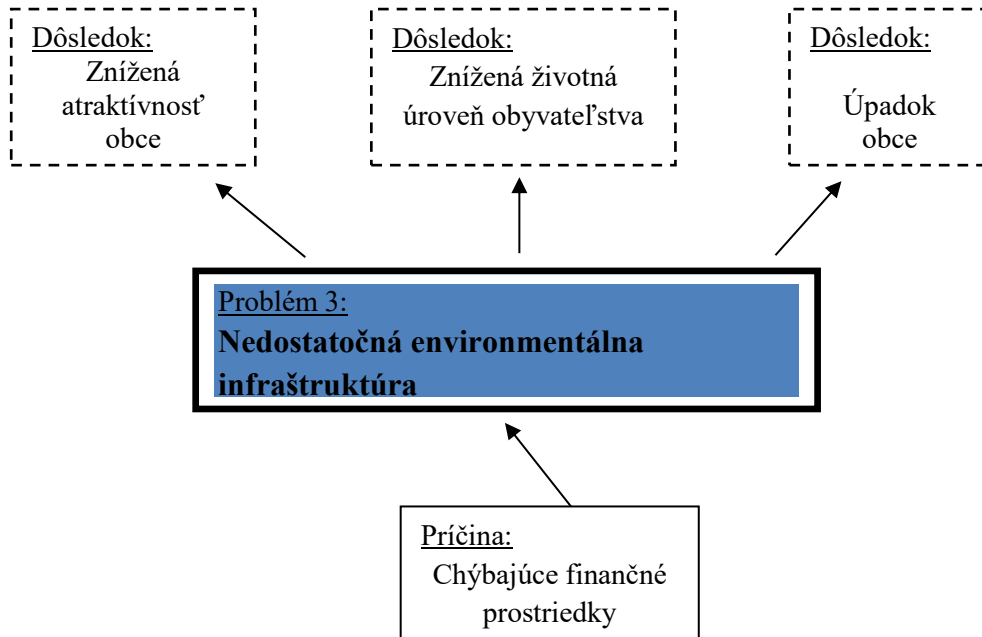 Dôsledok:
Znížená
atraktívnosť
obce
Dôsledok:
Znížená životná
úroveň obyvateľstva
Dôsledok:
Úpadok
obce
Problém 3:
Nedostatočná environmentálna
infraštruktúra
Príčina:
Chýbajúce finančné
prostriedky